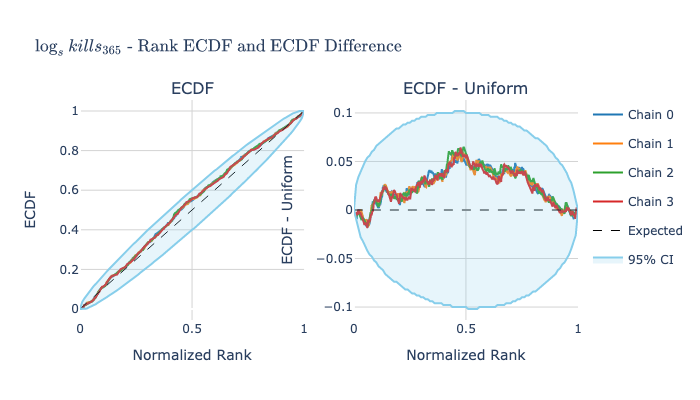 log_s kills_365 - Rank ECDF and ECDF Difference
ECDF
ECDF - Uniform
1
0.8
0.6
0.4
0.2
0
0
0.5
1
ECDF
Normalized Rank
0.1
0.05
0
−0.05
−0.1
0
0.5
1
ECDF - Uniform
Normalized Rank
Chain 0
Chain 1
Chain 2
Chain 3
Expected
95% CI